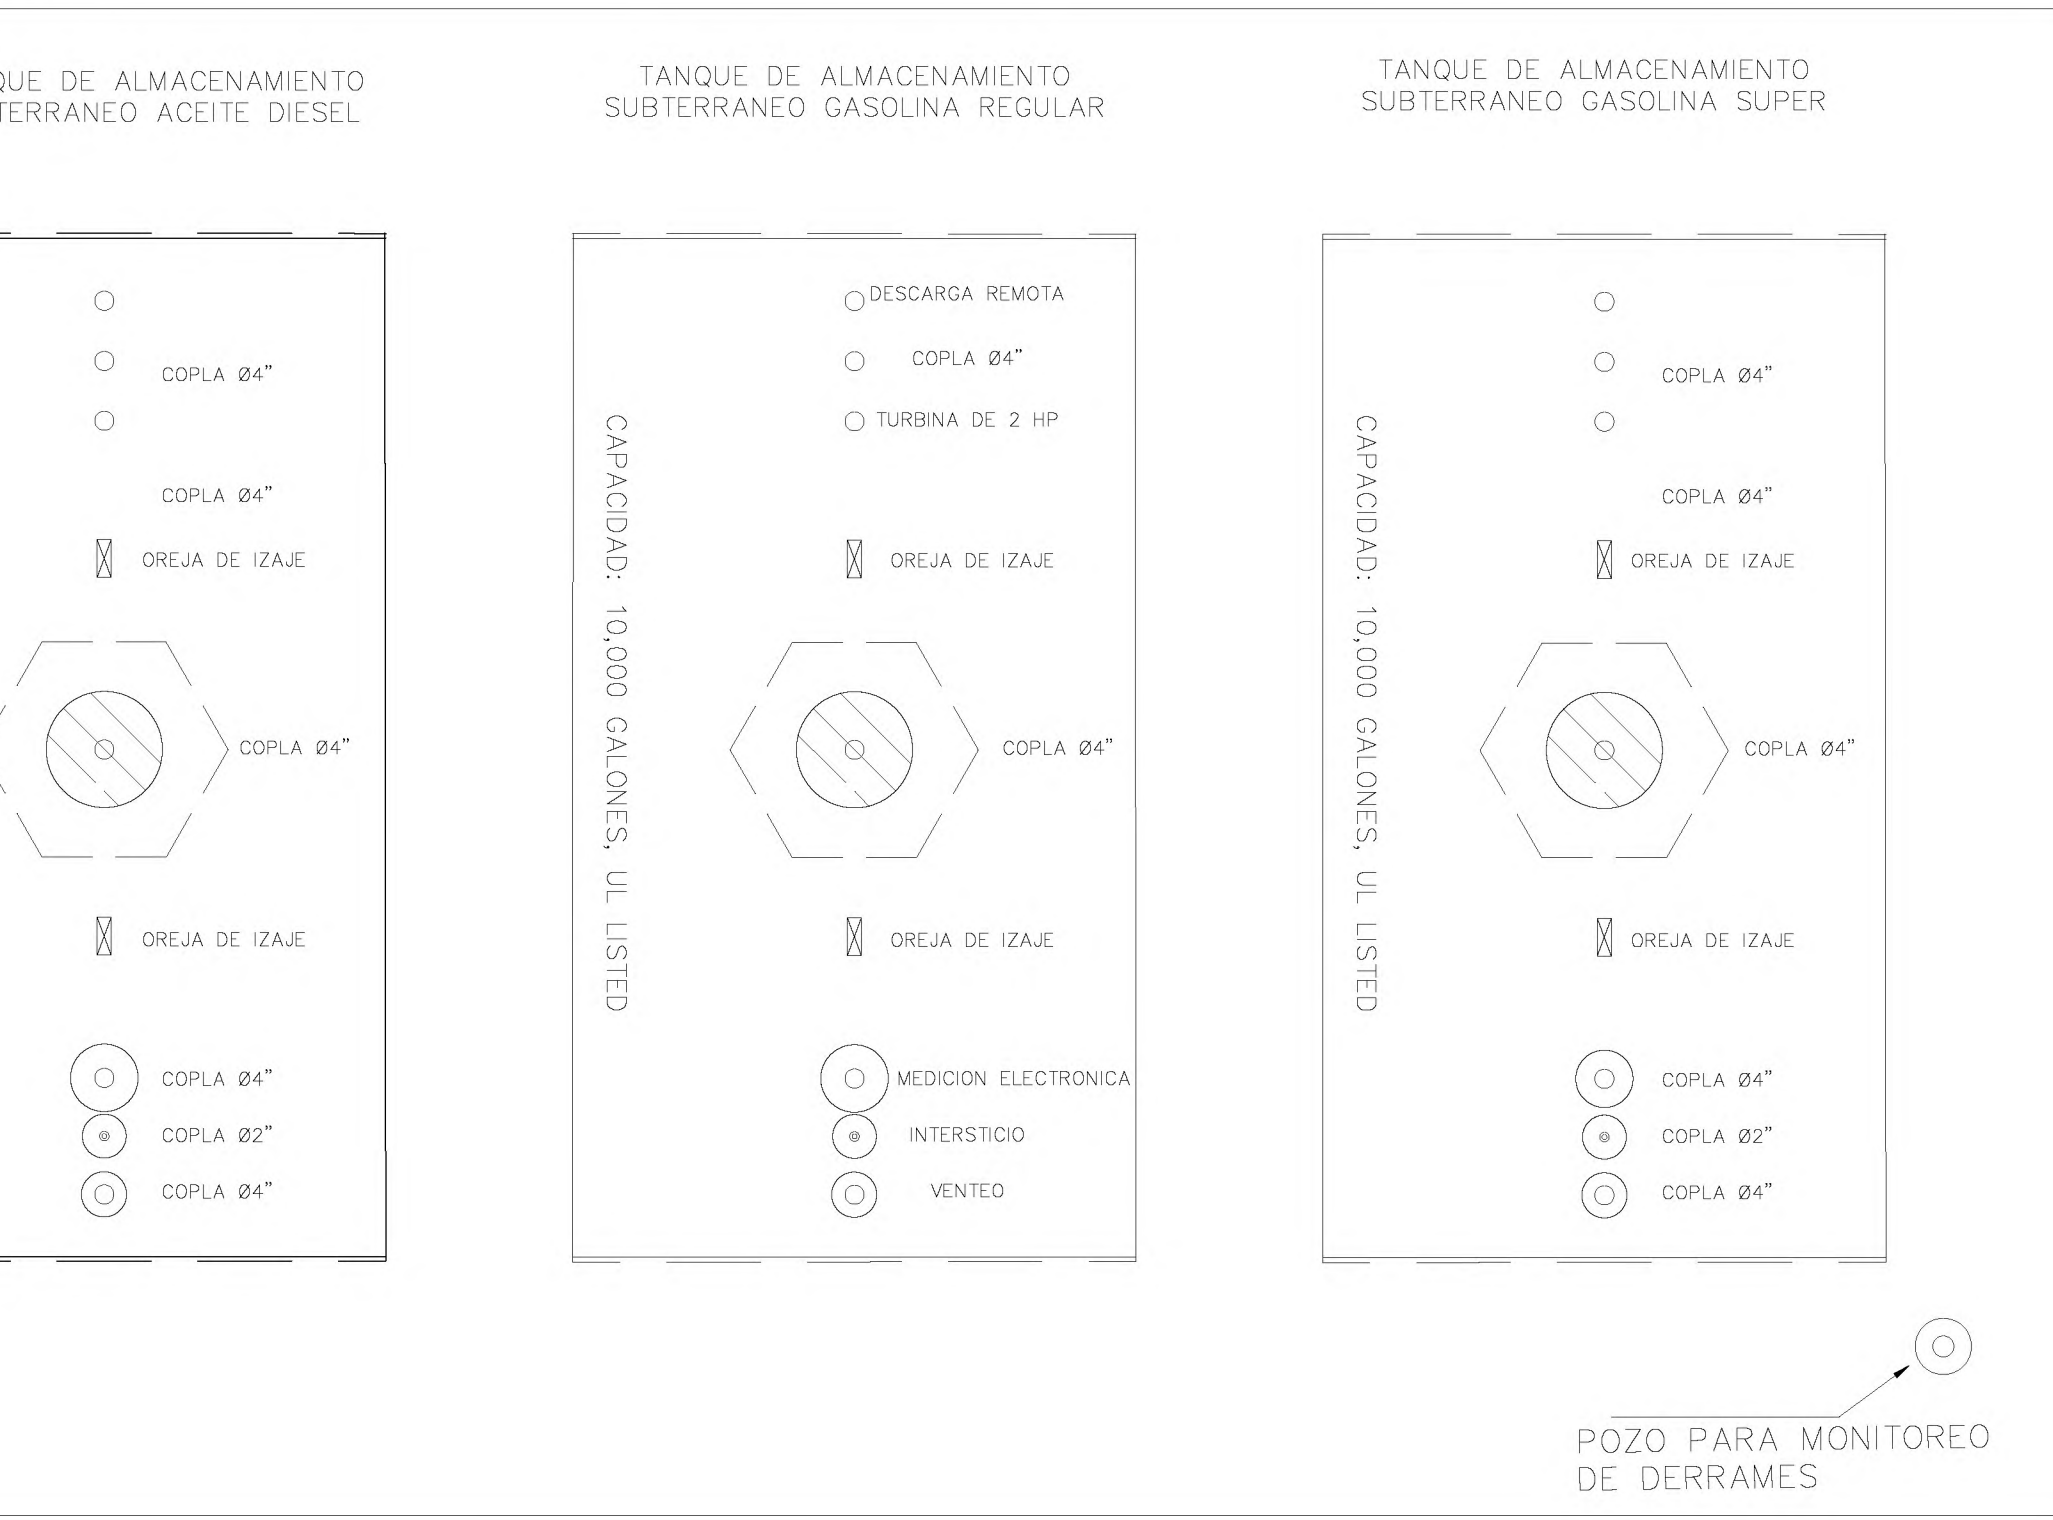 QUE DE ALMACENAMIENTO
TERRANEO ACEITE DIESEL
COPLA Ø4"
COPLA Ø4"
OREJA DE IZAJE
COPLA Ø4"
OREJA DE IZAJE
COPLA Ø4"
COPLA Ø2"
COPLA Ø4"
TANQUE DE ALMACENAMIENTO
SUBTERRANEO GASOLINA REGULAR
DESCARGA REMOTA
COPLA Ø4"
TURBINA DE 2 HP
CAPACIDAD: 10,000 GALONES, UL LISTED
OREJA DE IZAJE
COPLA Ø4"
OREJA DE IZAJE
MEDICION ELECTRONICA
INTERSTICIO
VENTEO
TANQUE DE ALMACENAMIENTO
SUBTERRANEO GASOLINA SUPER
COPLA Ø4"
CAPACIDAD: 10,000 GALONES, UL LISTED
COPLA Ø4"
OREJA DE IZAJE
COPLA Ø4"
OREJA DE IZAJE
COPLA Ø4"
COPLA Ø2"
COPLA Ø4"
POZO PARA MONITOREO
DE DERRAMES